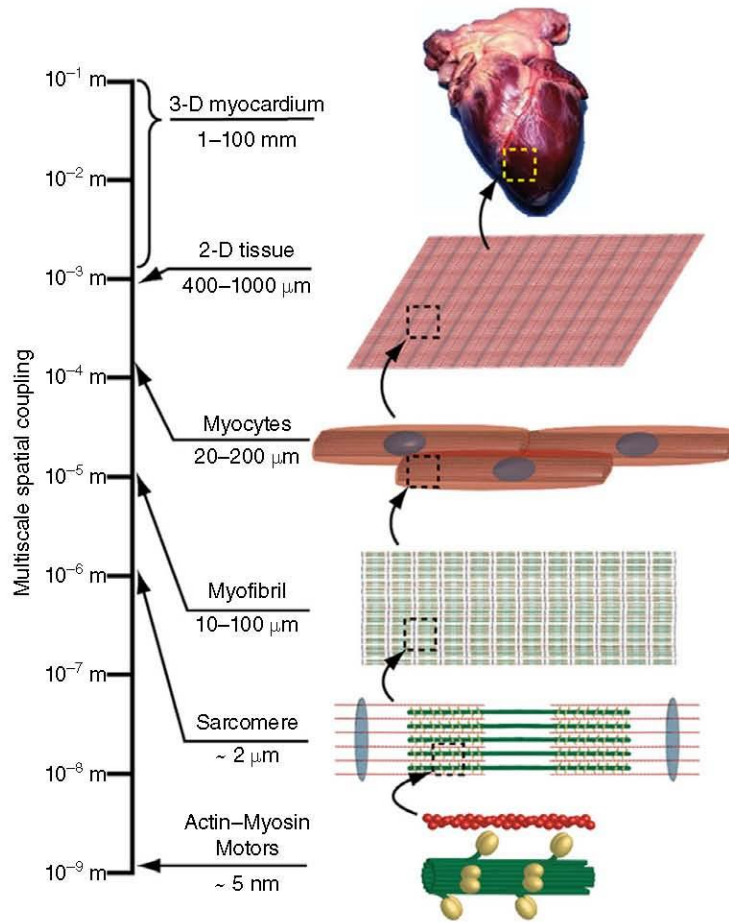 Multiscale spatial coupling
10⁻¹ m
3-D myocardium
1–100 mm
10⁻² m
2-D tissue
10⁻³ m
400–1000 μm
10⁻⁴ m
Myocytes
20–200 μm
10⁻⁵ m
10⁻⁶ m
Myofibril
10–100 μm
10⁻⁷ m
Sarcomere
~ 2 μm
10⁻⁸ m
Actin–Myosin
Motors
10⁻⁹ m
~ 5 nm